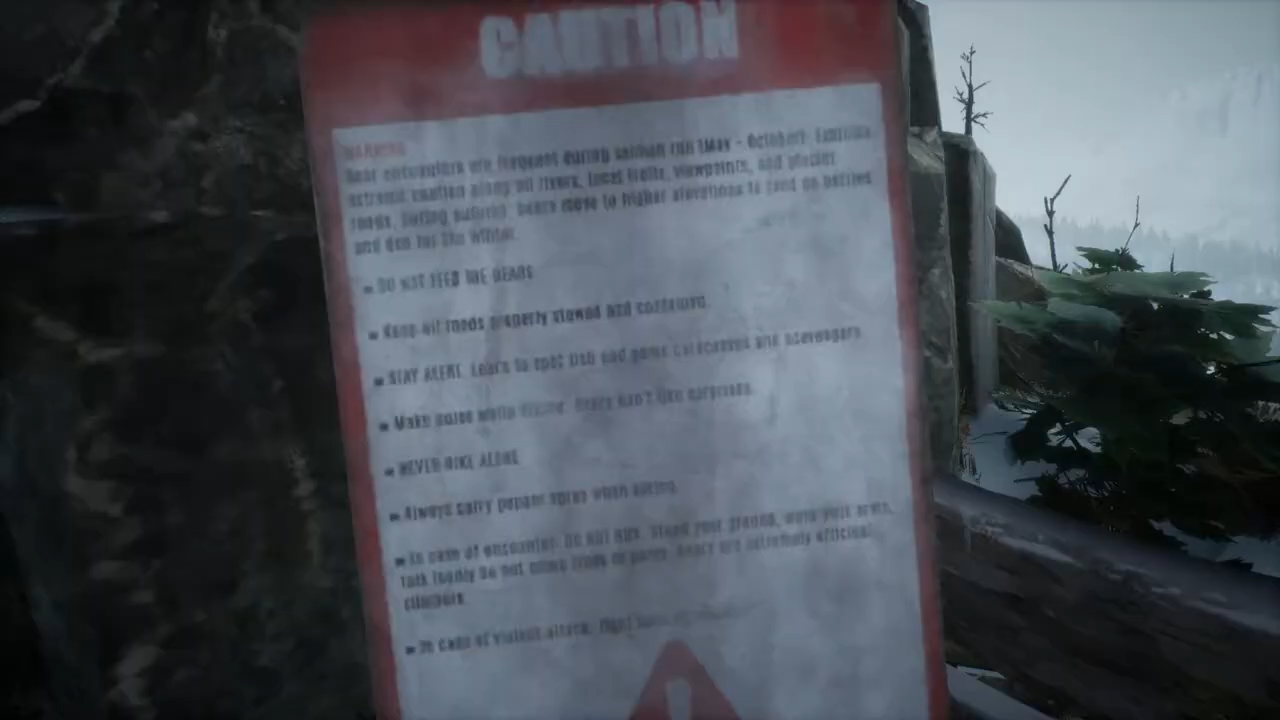 CAUTION
WARNING
Bear encounters are frequent during salmon run (May - October). Exercise
extreme caution along all rivers, local trails, viewpoints, and glacier
roads. During autumn, bears move to higher elevations to feed on berries
and den for the winter.
DO NOT FEED THE BEARS
Keep all foods properly stowed and contained.
STAY ALERT. Learn to spot fish and game carcasses and scavengers.
Make noise while hiking. Bears don't like surprises.
NEVER HIKE ALONE
Always carry pepper spray when hiking.
In case of encounter: Do not run. Stand your ground, wave your arms,
talk loudly. Do not climb trees or poles. Bears are extremely efficient
climbers.
In case of violent attack, fight